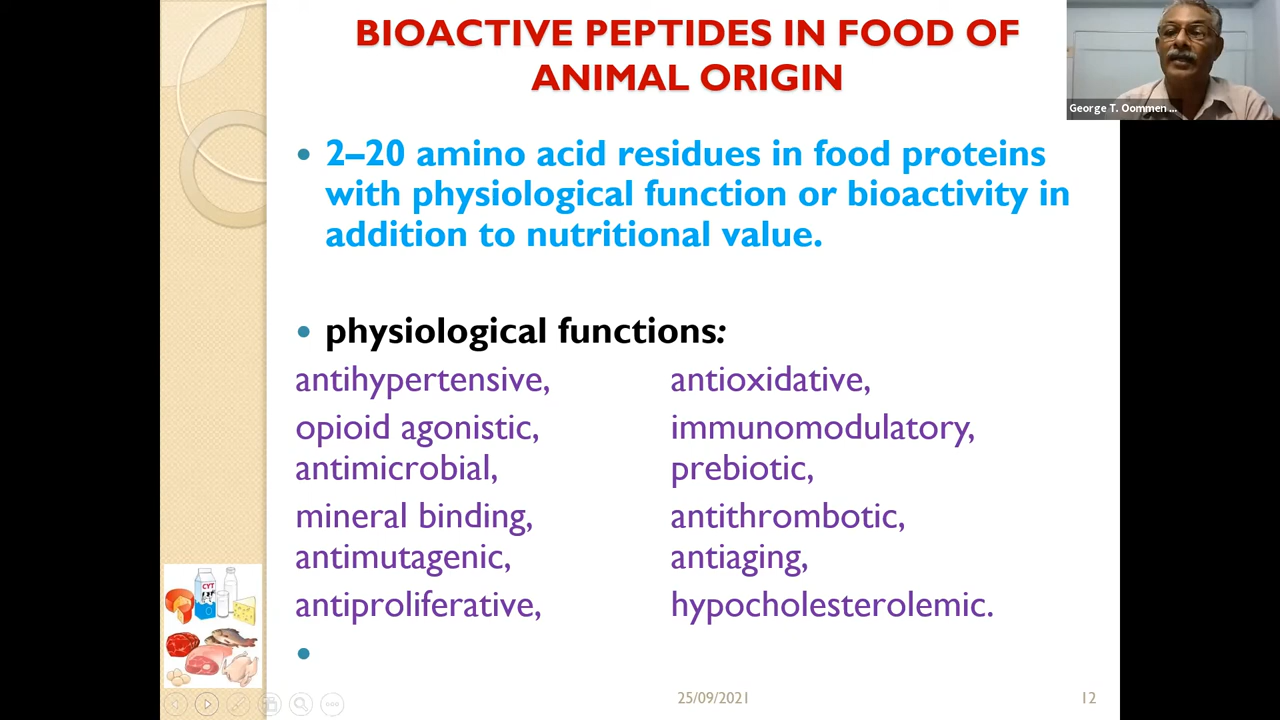 BIOACTIVE PEPTIDES IN FOOD OF
ANIMAL ORIGIN
George T. Oommen ...
• 2–20 amino acid residues in food proteins
with physiological function or bioactivity in
addition to nutritional value.
• physiological functions:
antihypertensive, antioxidative,
opioid agonistic, immunomodulatory,
antimicrobial, prebiotic,
mineral binding, antithrombotic,
antimutagenic, antiaging,
antiproliferative, hypocholesterolemic.
•
CYT
25/09/2021
12